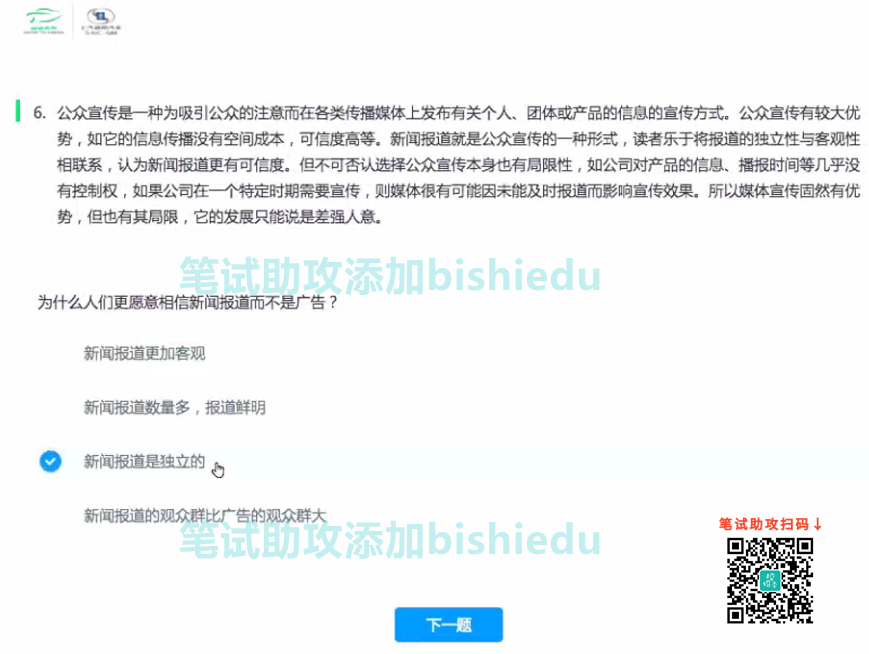 6. 公众宣传是一种为吸引公众的注意而在各类传播媒体上发布有关个人、团体或产品的信息的宣传方式。公众宣传有较大优
势，如它的信息传播没有空间成本，可信度高等。新闻报道就是公众宣传的一种形式，读者乐于将报道的独立性与客观性
相联系，认为新闻报道更有可信度。但不可否认选择公众宣传本身也有局限性，如公司对产品的信息、播报时间等几乎没
有控制权，如果公司在一个特定时期需要宣传，则媒体很有可能因未能及时报道而影响宣传效果。所以媒体宣传固然有优
势，但也有其局限，它的发展只能说是差强人意。
笔试助攻添加bishiedu
为什么人们更愿意相信新闻报道而不是广告？
新闻报道更加客观
新闻报道数量多，报道鲜明
新闻报道是独立的
新闻报道的观众群比广告的观众群大
笔试助攻添加bishiedu
笔试助攻扫码↓
下一题